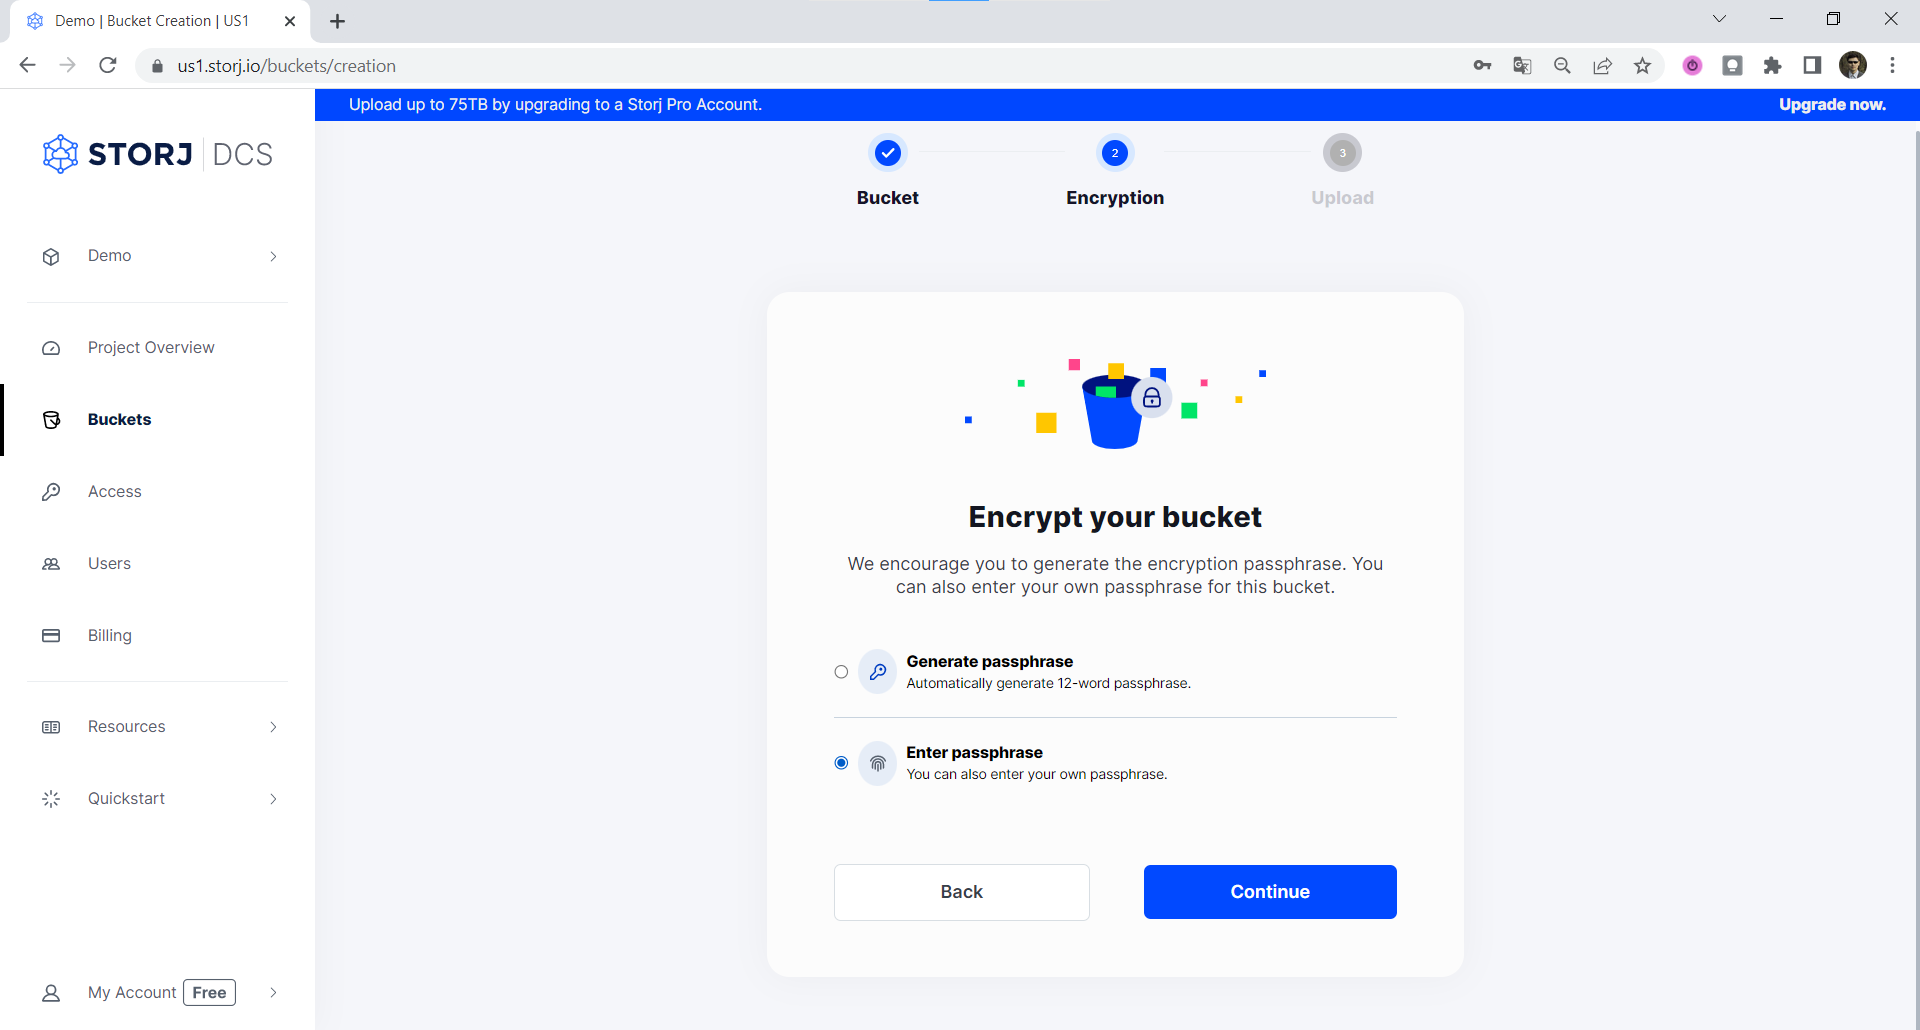 Demo | Bucket Creation | US1
us1.storj.io/buckets/creation
Upload up to 75TB by upgrading to a Storj Pro Account.
Upgrade now.
STORJ DCS
Demo
Project Overview
Buckets
Access
Users
Billing
Resources
Quickstart
My Account Free
2
3
Bucket
Encryption
Upload
Encrypt your bucket
We encourage you to generate the encryption passphrase. You
can also enter your own passphrase for this bucket.
Generate passphrase
Automatically generate 12-word passphrase.
Enter passphrase
You can also enter your own passphrase.
Back
Continue